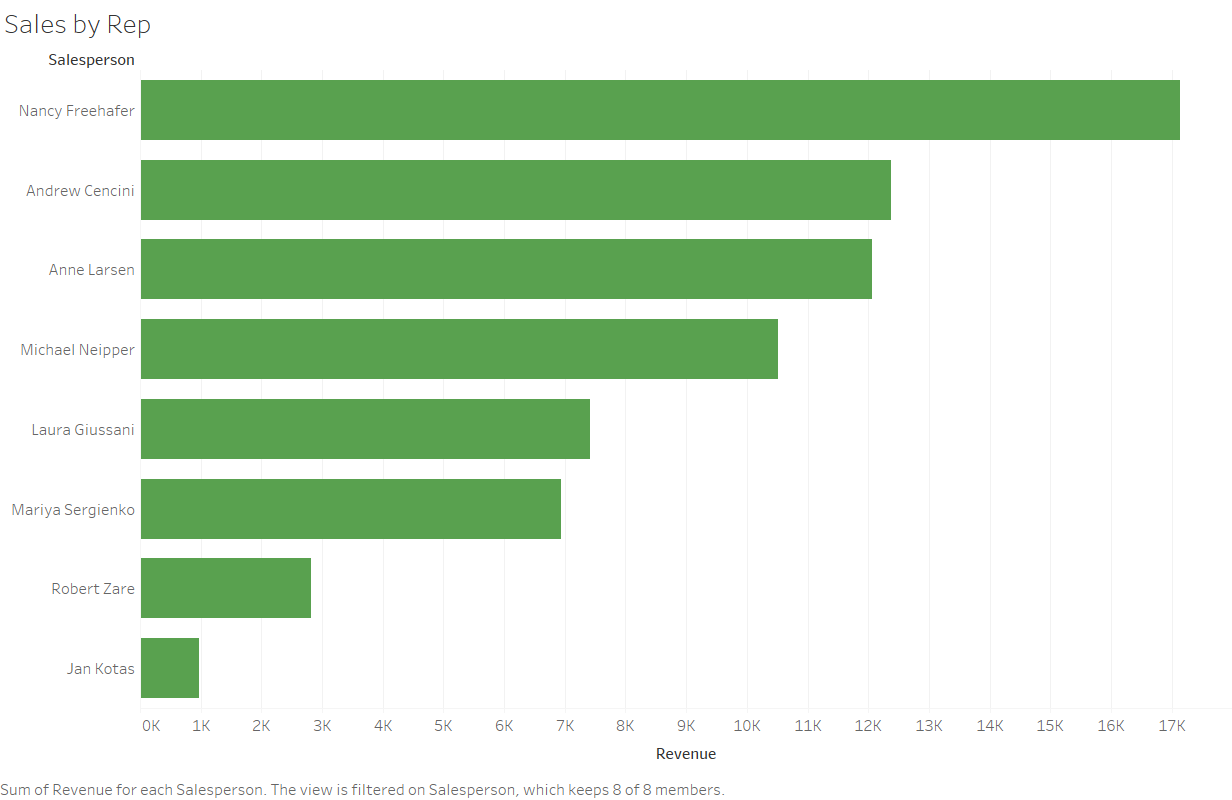 Sales by Rep
Salesperson
Nancy Freehafer
Andrew Cencini
Anne Larsen
Michael Neipper
Laura Giussani
Mariya Sergienko
Robert Zare
Jan Kotas
0K 1K 2K 3K 4K 5K 6K 7K 8K 9K 10K 11K 12K 13K 14K 15K 16K 17K
Revenue
Sum of Revenue for each Salesperson. The view is filtered on Salesperson, which keeps 8 of 8 members.